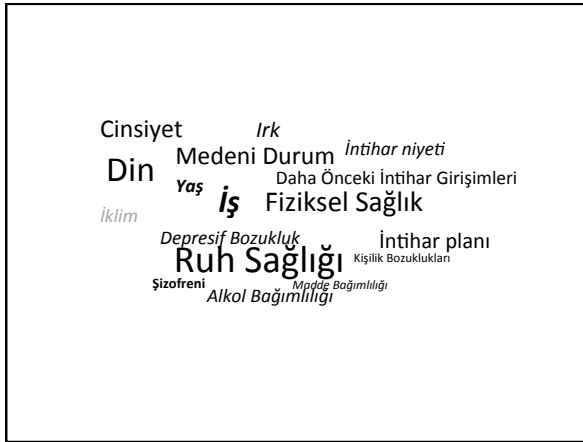 Cinsiyet
Irk
Medeni Durum
İntihar niyeti
Din
Yaş
İş
Daha Önceki İntihar Girişimleri
Fiziksel Sağlık
İklim
Depresif Bozukluk
İntihar planı
Ruh Sağlığı
Kişilik Bozuklukları
Şizofreni
Madde Bağımlılığı
Alkol Bağımlılığı